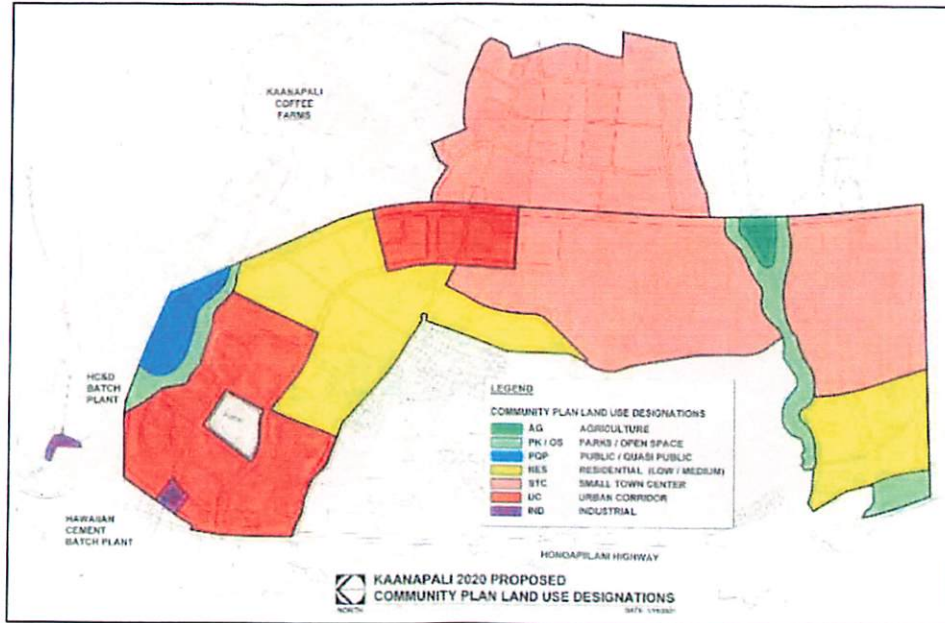 KAANAPALI
COFFEE
FARMS
HC&D
BATCH
PLANT
HAWAIIAN
CEMENT
BATCH PLANT
LEGEND
COMMUNITY PLAN LAND USE DESIGNATIONS
AG AGRICULTURE
PK / OS PARKS / OPEN SPACE
PQP PUBLIC / QUASI PUBLIC
RES RESIDENTIAL (LOW / MEDIUM)
STC SMALL TOWN CENTER
UC URBAN CORRIDOR
IND INDUSTRIAL
HONOAPIILANI HIGHWAY
KAANAPALI 2020 PROPOSED
COMMUNITY PLAN LAND USE DESIGNATIONS
NORTH
DATE: